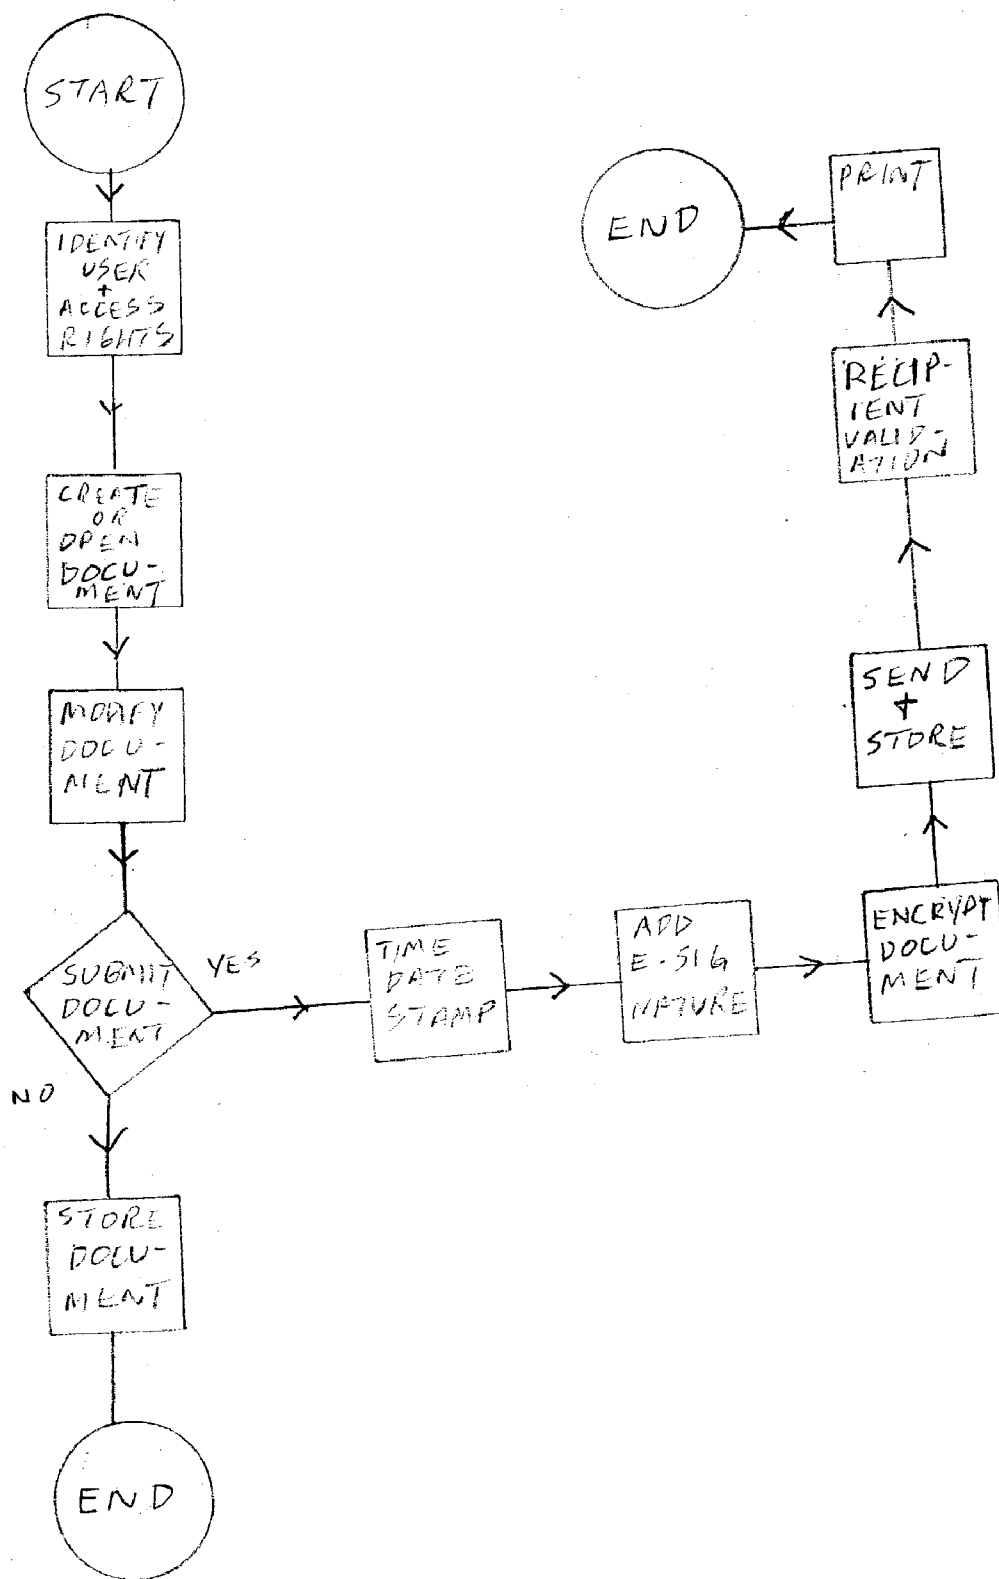 START
IDENTIFY
USER
+
ACCESS
RIGHTS
CREATE
OR
OPEN
DOCU-
MENT
MODIFY
DOCU-
MENT
SUBMIT
DOCU-
MENT
YES
NO
STORE
DOCU-
MENT
END
TIME
DATE
STAMP
ADD
E-SIG
NATURE
ENCRYPT
DOCU-
MENT
SEND
+
STORE
RECIP-
IENT
VALID-
ATION
PRINT
END